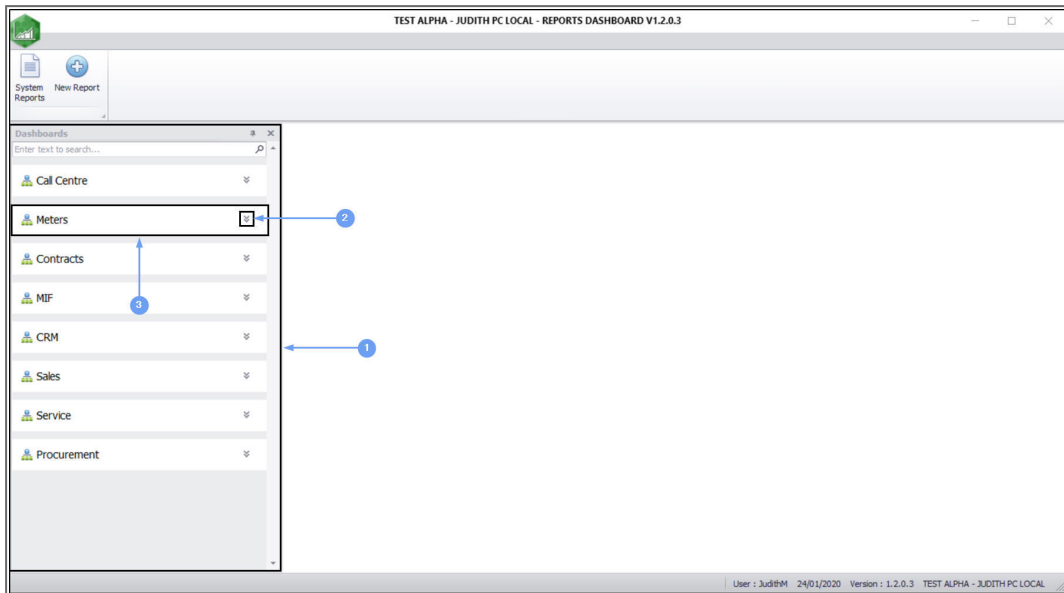 TEST ALPHA - JUDITH PC LOCAL - REPORTS DASHBOARD V1.2.0.3
System Reports
New Report
Dashboards
Enter text to search...
Call Centre
Meters
2
Contracts
MIF
3
CRM
1
Sales
Service
Procurement
User : JudithM 24/01/2020 Version : 1.2.0.3 TEST ALPHA - JUDITH PC LOCAL